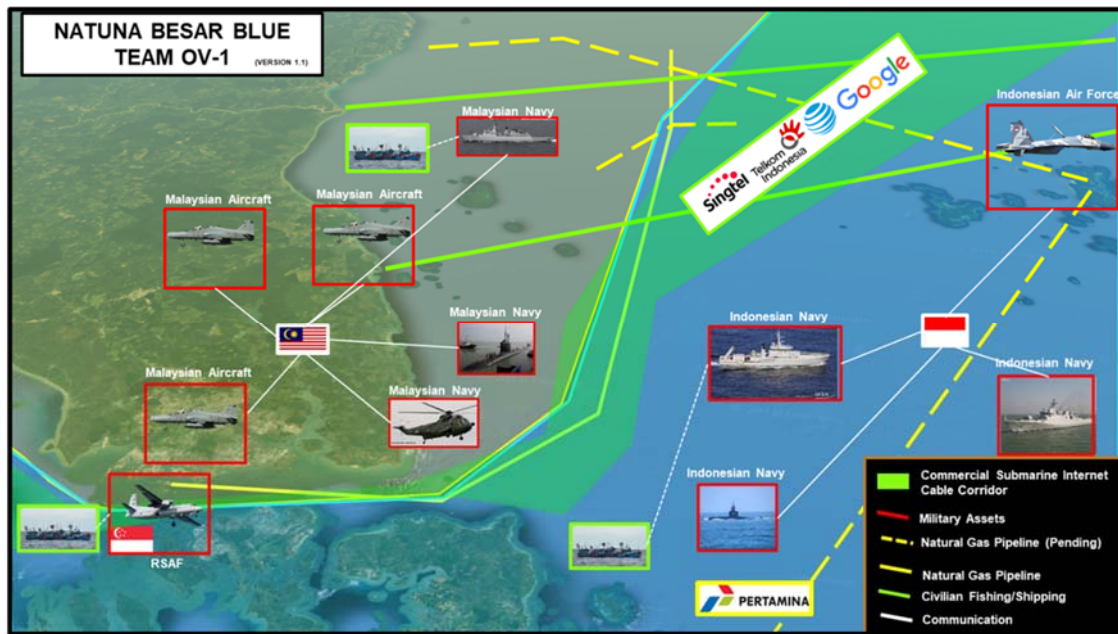 NATUNA BESAR BLUE
TEAM OV-1 (VERSION 1.1)
Malaysian Navy
Google
Telkom
Indonesia
Singtel
Indonesian Air Force
Malaysian Aircraft
Malaysian Aircraft
Malaysian Navy
Indonesian Navy
Malaysian Aircraft
Malaysian Navy
Indonesian Navy
Indonesian Navy
RSAF
PERTAMINA
Commercial Submarine Internet
Cable Corridor
Military Assets
Natural Gas Pipeline (Pending)
Natural Gas Pipeline
Civilian Fishing/Shipping
Communication